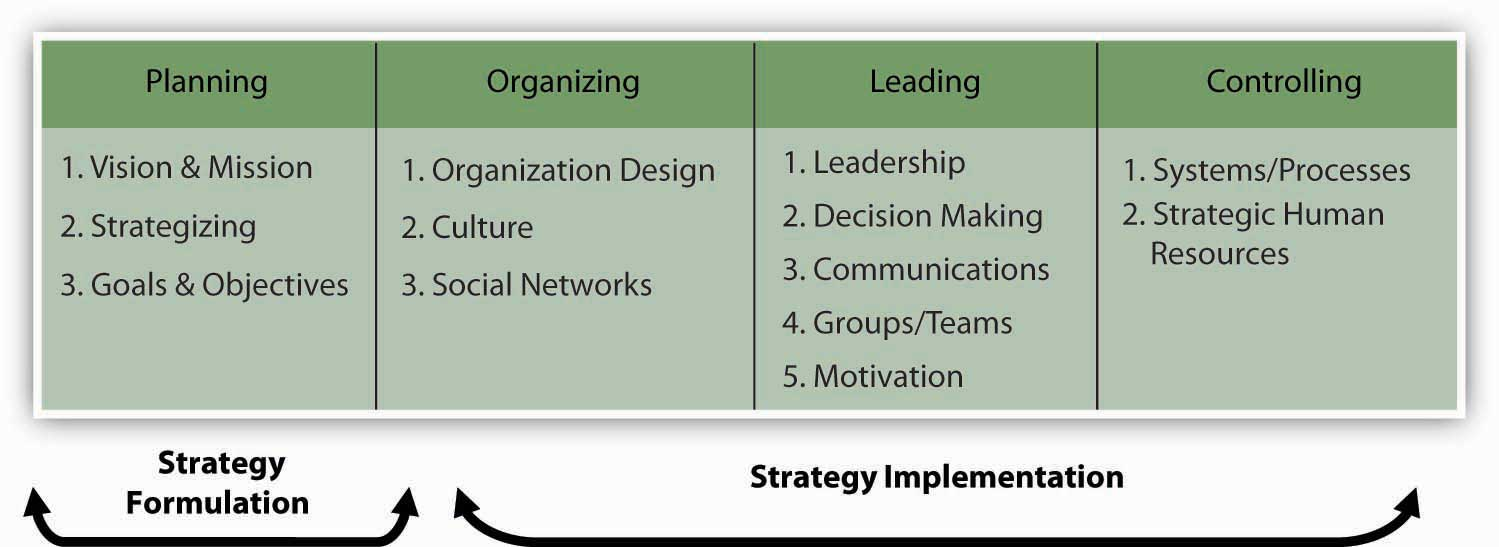 Planning
1. Vision & Mission
2. Strategizing
3. Goals & Objectives
Organizing
1. Organization Design
2. Culture
3. Social Networks
Leading
1. Leadership
2. Decision Making
3. Communications
4. Groups/Teams
5. Motivation
Controlling
1. Systems/Processes
2. Strategic Human
Resources
Strategy
Formulation
Strategy Implementation